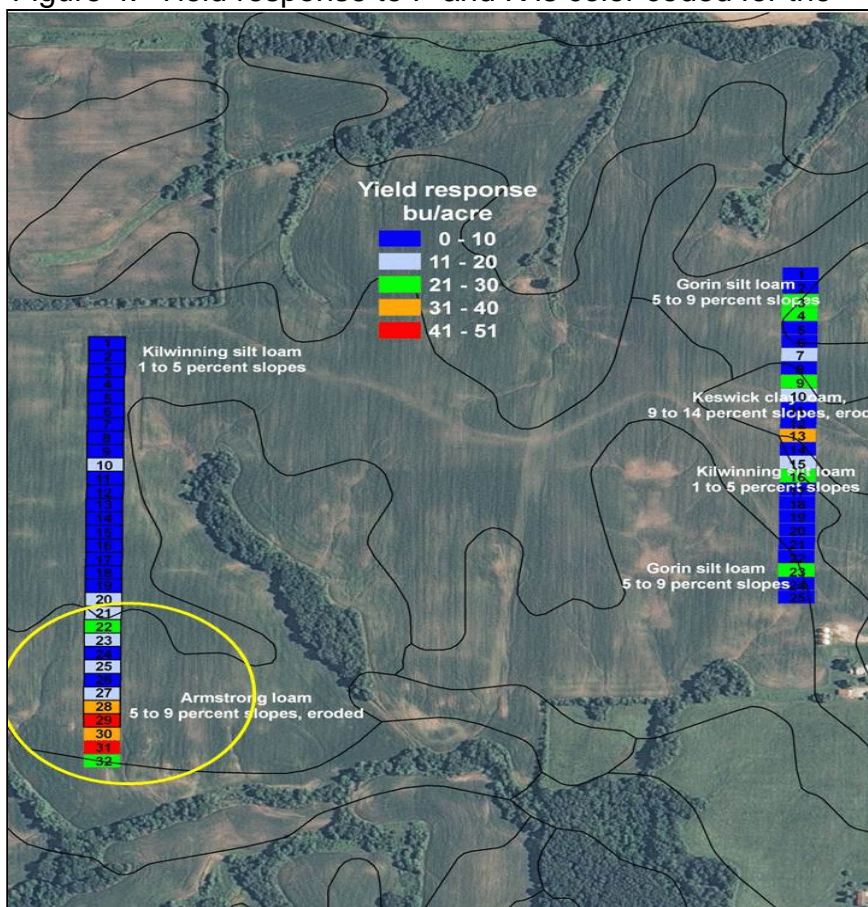 Figure 4. Yield response to P and K is color coded for the
Yield response
bu/acre
0 - 10
11 - 20
21 - 30
31 - 40
41 - 51
Kilwinning silt loam
1 to 5 percent slopes
1
2
3
4
5
6
7
8
9
10
11
12
13
14
15
16
17
18
19
20
21
22
23
24
25
26
27
28
29
30
31
32
Armstrong loam
5 to 9 percent slopes, eroded
Gorin silt loam
5 to 9 percent slopes
1
3
4
5
6
7
8
9
10
Keswick clay loam,
9 to 14 percent slopes, erod
13
14
15
Kilwinning silt loam
16
1 to 5 percent slopes
18
19
20
21
22
Gorin silt loam
23
5 to 9 percent slopes
25